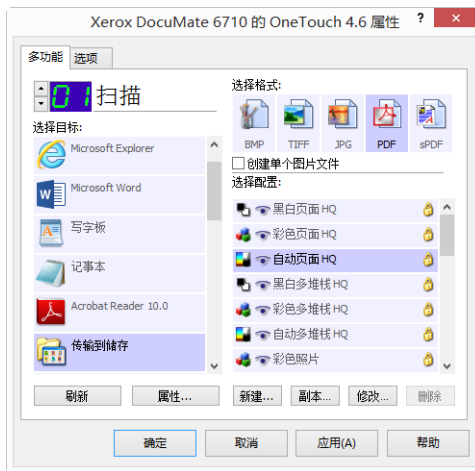 Xerox DocuMate 6710 的 OneTouch 4.6 属性
多功能 选项
01 扫描
选择目标:
Microsoft Explorer
Microsoft Word
写字板
记事本
Acrobat Reader 10.0
传输到储存
刷新 属性...
选择格式:
BMP TIFF JPG PDF sPDF
创建单个图片文件
选择配置:
黑白页面 HQ
彩色页面 HQ
自动页面 HQ
黑白多堆栈 HQ
彩色多堆栈 HQ
自动多堆栈 HQ
彩色照片
新建... 副本... 修改... 删除
确定 取消 应用(A) 帮助